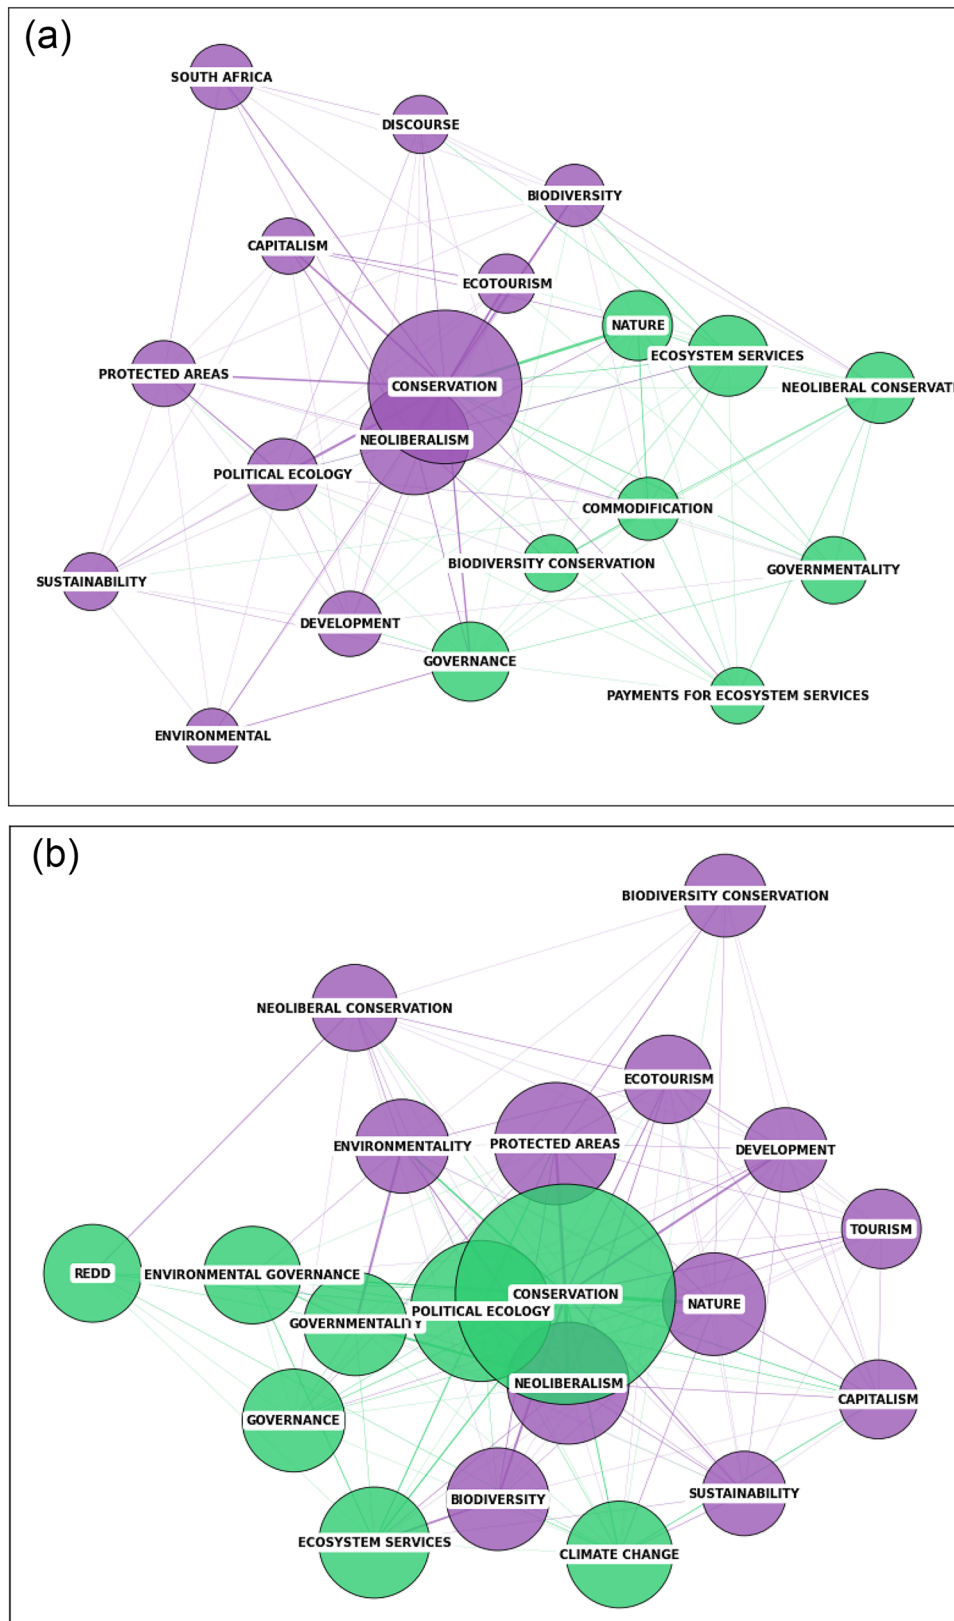 (a)
SOUTH AFRICA
DISCOURSE
BIODIVERSITY
CAPITALISM
ECOTOURISM
NATURE
ECOSYSTEM SERVICES
PROTECTED AREAS
CONSERVATION
NEOLIBERAL CONSERVATI
NEOLIBERALISM
POLITICAL ECOLOGY
COMMODIFICATION
BIODIVERSITY CONSERVATION
GOVERNMENTALITY
SUSTAINABILITY
DEVELOPMENT
GOVERNANCE
PAYMENTS FOR ECOSYSTEM SERVICES
ENVIRONMENTAL
(b)
BIODIVERSITY CONSERVATION
NEOLIBERAL CONSERVATION
ECOTOURISM
ENVIRONMENTALITY
PROTECTED AREAS
DEVELOPMENT
TOURISM
REDD
ENVIRONMENTAL GOVERNANCE
CONSERVATION
NATURE
POLITICAL ECOLOGY
GOVERNMENTALITY
NEOLIBERALISM
CAPITALISM
GOVERNANCE
BIODIVERSITY
SUSTAINABILITY
ECOSYSTEM SERVICES
CLIMATE CHANGE